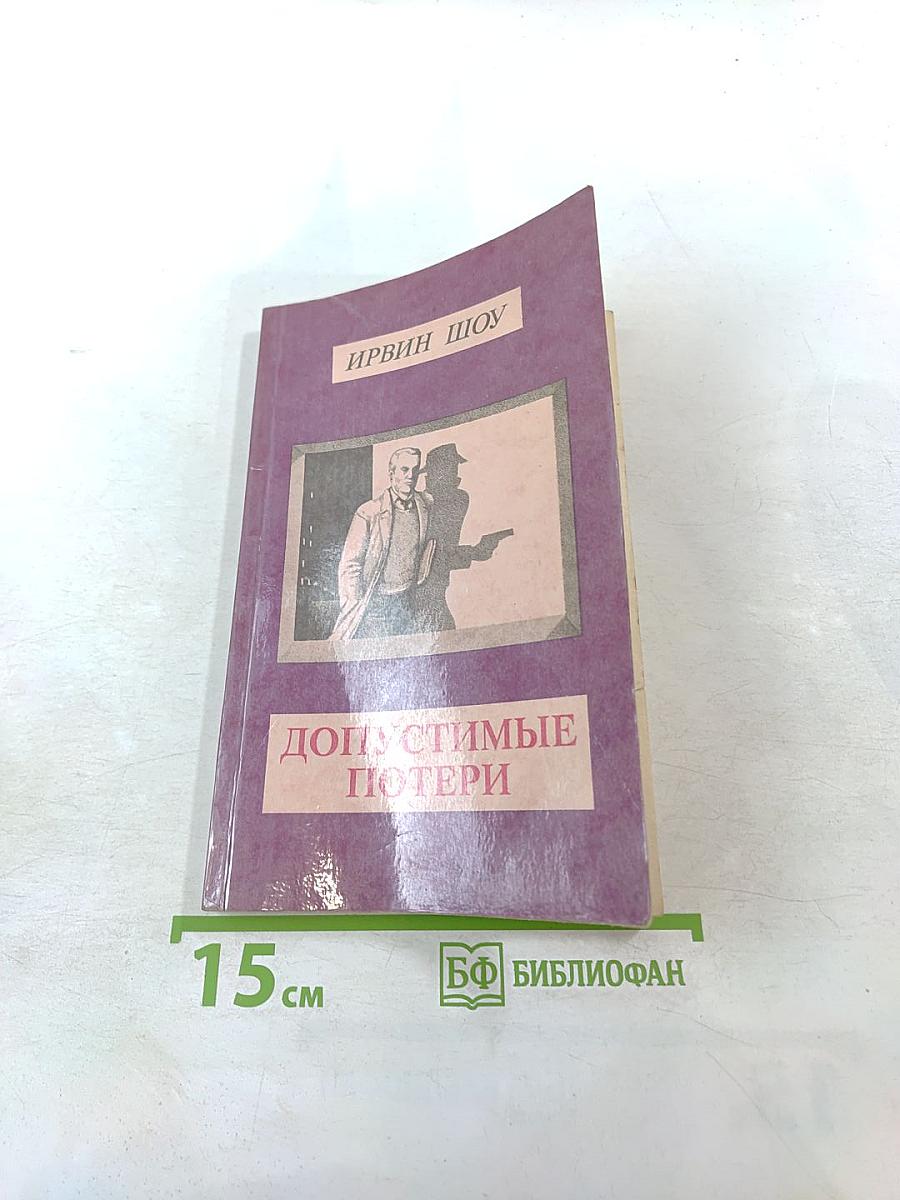 ИРВИН ШОУ
ДОПУСТИМЫЕ
ПОТЕРИ
15 см
БФ БИБЛИОФАН